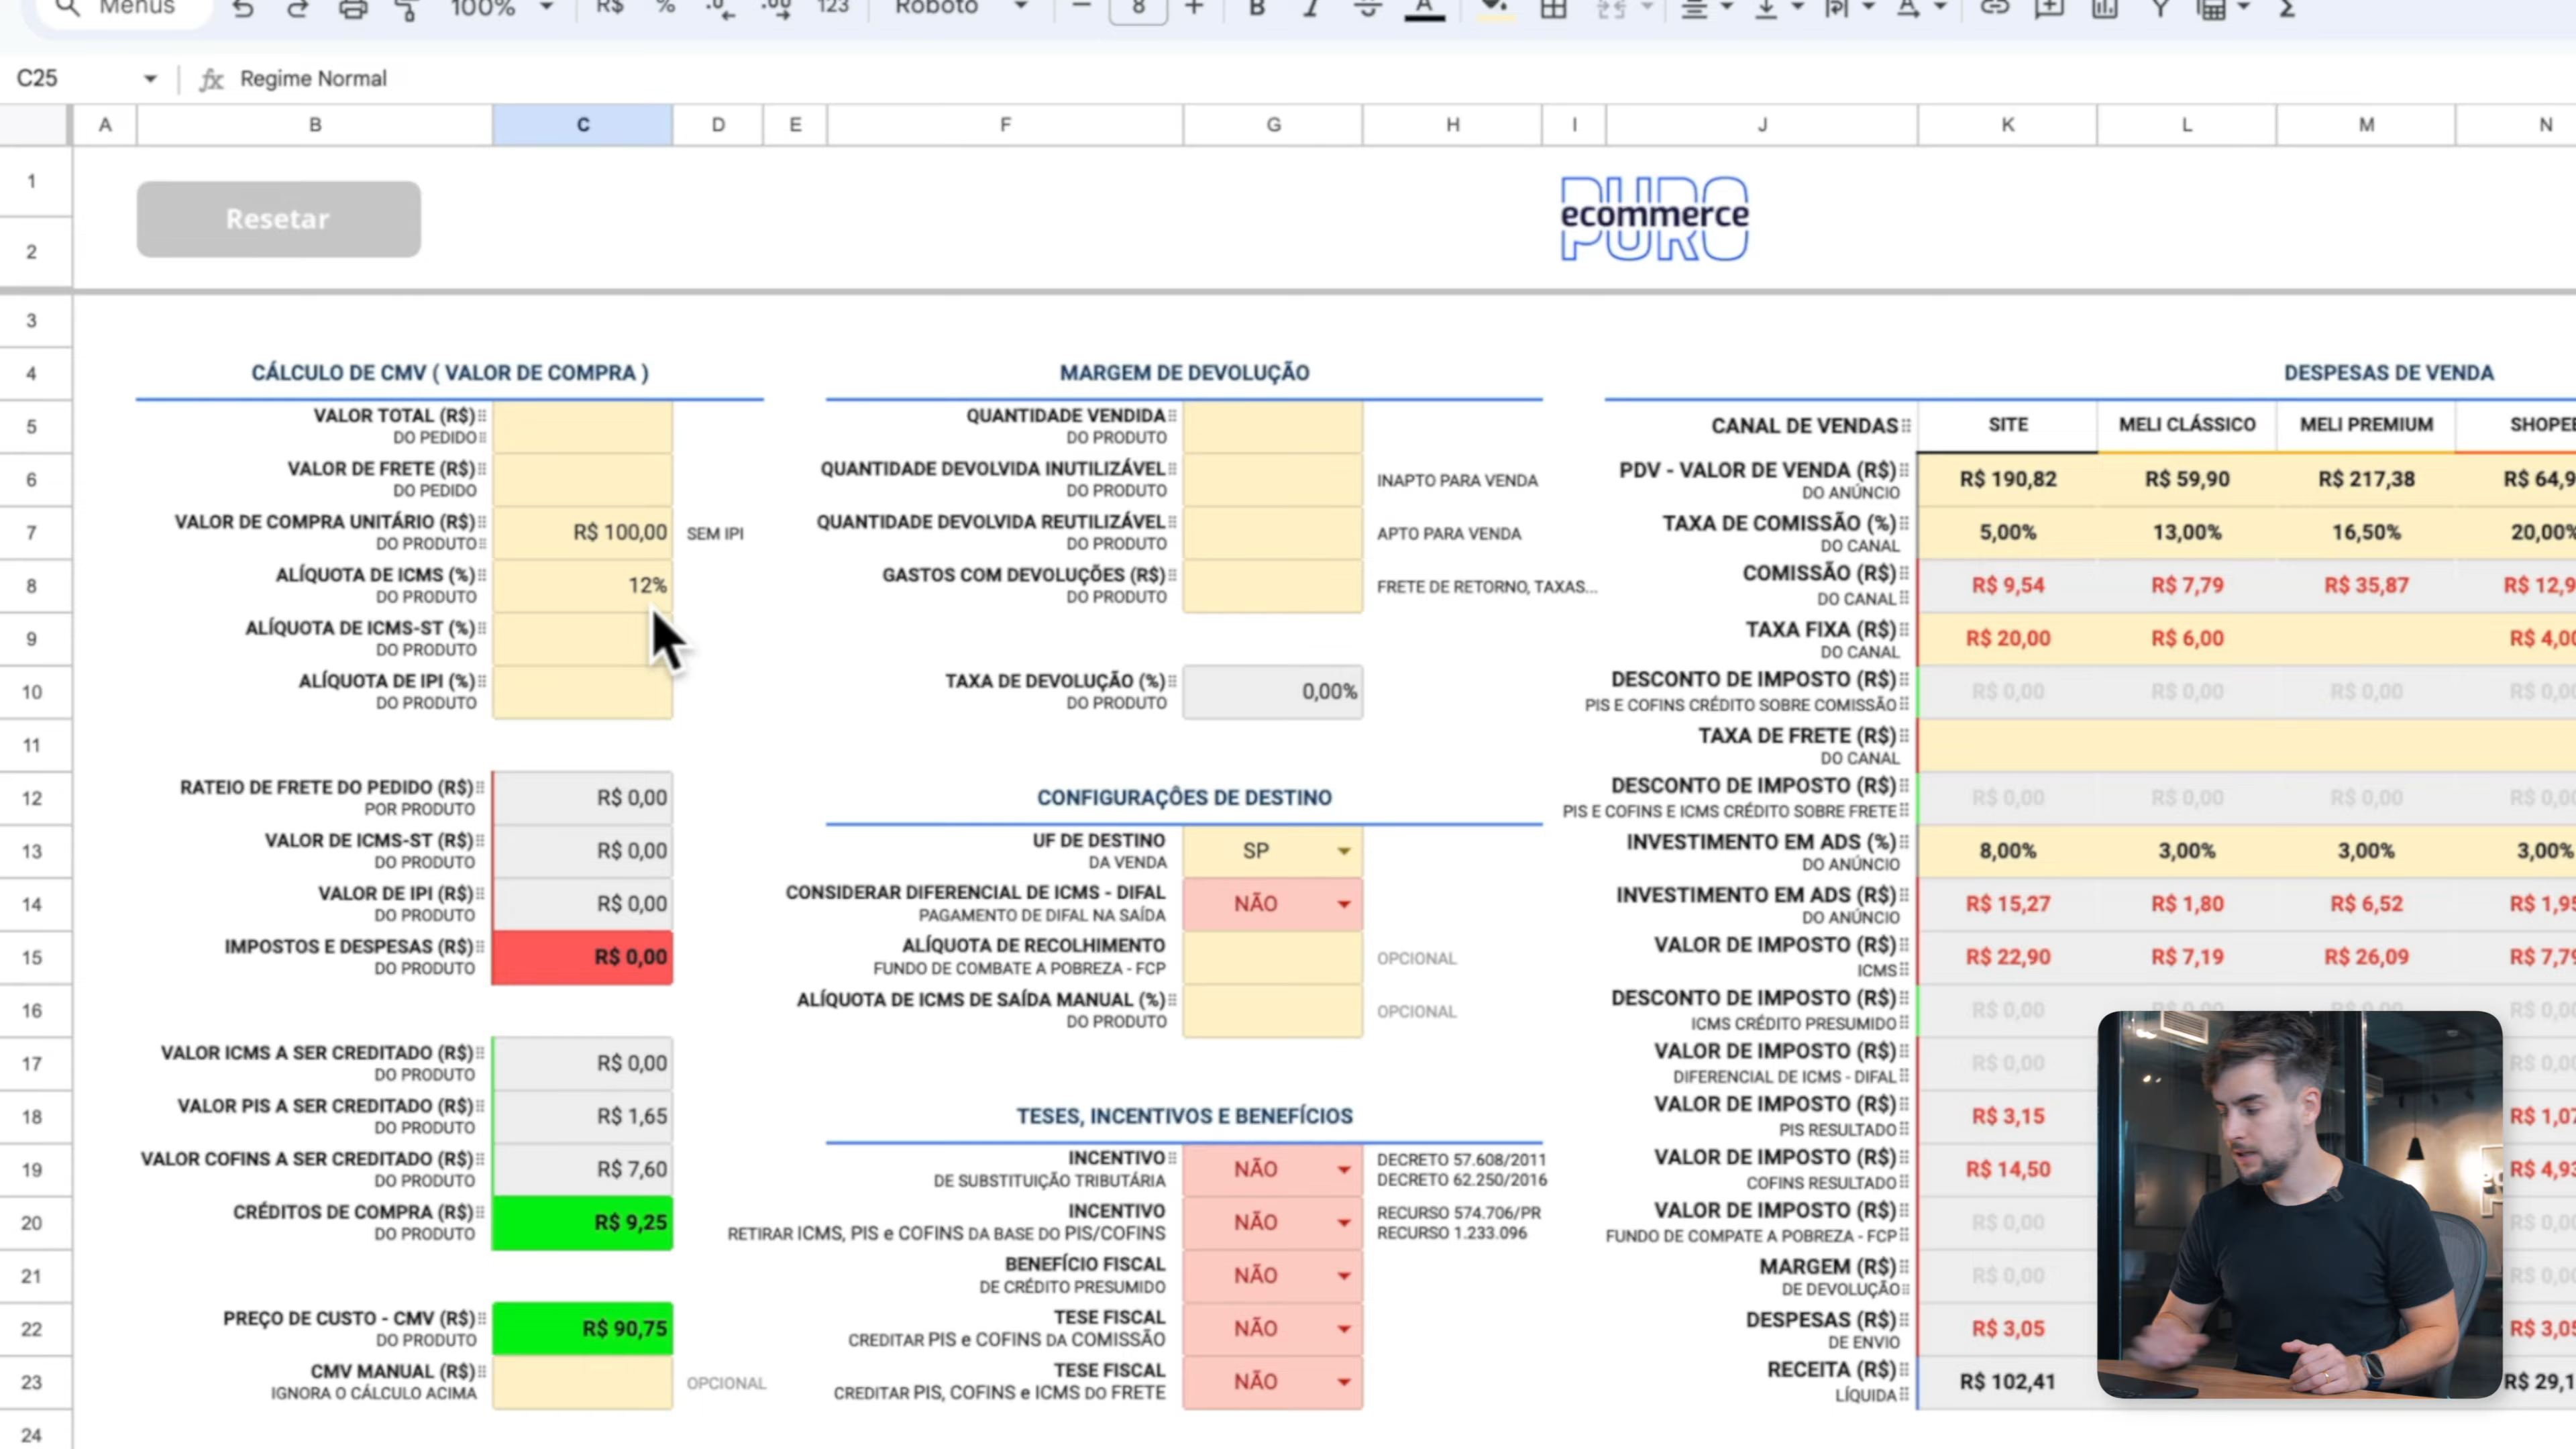 Menus
100%
R$ % .0 .00 123 Roboto 8 B I A
C25 fx Regime Normal
A B C D E F G H I J K L M N
1
2
3
4
5
6
7
8
9
10
11
12
13
14
15
16
17
18
19
20
21
22
23
24
Resetar
PURO
ecommerce
CÁLCULO DE CMV ( VALOR DE COMPRA )
VALOR TOTAL (R$)
DO PEDIDO
VALOR DE FRETE (R$)
DO PEDIDO
VALOR DE COMPRA UNITÁRIO (R$) R$ 100,00 SEM IPI
DO PRODUTO
ALÍQUOTA DE ICMS (%) 12%
DO PRODUTO
ALÍQUOTA DE ICMS-ST (%)
DO PRODUTO
ALÍQUOTA DE IPI (%)
DO PRODUTO
RATEIO DE FRETE DO PEDIDO (R$) R$ 0,00
POR PRODUTO
VALOR DE ICMS-ST (R$) R$ 0,00
DO PRODUTO
VALOR DE IPI (R$) R$ 0,00
DO PRODUTO
IMPOSTOS E DESPESAS (R$) R$ 0,00
DO PRODUTO
VALOR ICMS A SER CREDITADO (R$) R$ 0,00
DO PRODUTO
VALOR PIS A SER CREDITADO (R$) R$ 1,65
DO PRODUTO
VALOR COFINS A SER CREDITADO (R$) R$ 7,60
DO PRODUTO
CRÉDITOS DE COMPRA (R$) R$ 9,25
DO PRODUTO
PREÇO DE CUSTO - CMV (R$) R$ 90,75
DO PRODUTO
CMV MANUAL (R$) OPCIONAL
IGNORA O CÁLCULO ACIMA
MARGEM DE DEVOLUÇÃO
QUANTIDADE VENDIDA
DO PRODUTO
QUANTIDADE DEVOLVIDA INUTILIZÁVEL INAPTO PARA VENDA
DO PRODUTO
QUANTIDADE DEVOLVIDA REUTILIZÁVEL APTO PARA VENDA
DO PRODUTO
GASTOS COM DEVOLUÇÕES (R$) FRETE DE RETORNO, TAXAS...
DO PRODUTO
TAXA DE DEVOLUÇÃO (%) 0,00%
DO PRODUTO
CONFIGURAÇÕES DE DESTINO
UF DE DESTINO SP
DA VENDA
CONSIDERAR DIFERENCIAL DE ICMS - DIFAL NÃO
PAGAMENTO DE DIFAL NA SAÍDA
ALÍQUOTA DE RECOLHIMENTO OPCIONAL
FUNDO DE COMBATE A POBREZA - FCP
ALÍQUOTA DE ICMS DE SAÍDA MANUAL (%) OPCIONAL
DO PRODUTO
TESES, INCENTIVOS E BENEFÍCIOS
INCENTIVO NÃO DECRETO 57.608/2011
DE SUBSTITUIÇÃO TRIBUTÁRIA DECRETO 62.250/2016
INCENTIVO NÃO RECURSO 574.706/PR
RETIRAR ICMS, PIS e COFINS DA BASE DO PIS/COFINS RECURSO 1.233.096
BENEFÍCIO FISCAL NÃO
DE CRÉDITO PRESUMIDO
TESE FISCAL NÃO
CREDITAR PIS e COFINS DA COMISSÃO
TESE FISCAL NÃO
CREDITAR PIS, COFINS e ICMS DO FRETE
DESPESAS DE VENDA
CANAL DE VENDAS SITE MELI CLÁSSICO MELI PREMIUM SHOPEE
PDV - VALOR DE VENDA (R$) R$ 190,82 R$ 59,90 R$ 217,38 R$ 64,9
DO ANÚNCIO
TAXA DE COMISSÃO (%) 5,00% 13,00% 16,50% 20,00%
DO CANAL
COMISSÃO (R$) R$ 9,54 R$ 7,79 R$ 35,87 R$ 12,9
DO CANAL
TAXA FIXA (R$) R$ 20,00 R$ 6,00 R$ 4,00
DO CANAL
DESCONTO DE IMPOSTO (R$) R$ 0,00 R$ 0,00 R$ 0,00 R$ 0,00
PIS E COFINS CRÉDITO SOBRE COMISSÃO
TAXA DE FRETE (R$)
DO CANAL
DESCONTO DE IMPOSTO (R$) R$ 0,00 R$ 0,00 R$ 0,00 R$ 0,00
PIS E COFINS E ICMS CRÉDITO SOBRE FRETE
INVESTIMENTO EM ADS (%) 8,00% 3,00% 3,00% 3,00%
DO ANÚNCIO
INVESTIMENTO EM ADS (R$) R$ 15,27 R$ 1,80 R$ 6,52 R$ 1,95
DO ANÚNCIO
VALOR DE IMPOSTO (R$) R$ 22,90 R$ 7,19 R$ 26,09 R$ 7,79
ICMS
DESCONTO DE IMPOSTO (R$) R$ 0,00 R$ 0,00 R$ 0,00 R$ 0,00
ICMS CRÉDITO PRESUMIDO
VALOR DE IMPOSTO (R$) R$ 0,00 R$ 0,00
DIFERENCIAL DE ICMS - DIFAL
VALOR DE IMPOSTO (R$) R$ 3,15 R$ 1,07
PIS RESULTADO
VALOR DE IMPOSTO (R$) R$ 14,50 R$ 4,93
COFINS RESULTADO
VALOR DE IMPOSTO (R$) R$ 0,00 R$ 0,00
FUNDO DE COMPATE A POBREZA - FCP
MARGEM (R$) R$ 0,00 R$ 0,00
DE DEVOLUÇÃO
DESPESAS (R$) R$ 3,05 R$ 3,05
DE ENVIO
RECEITA (R$) R$ 102,41 R$ 29,1
LÍQUIDA